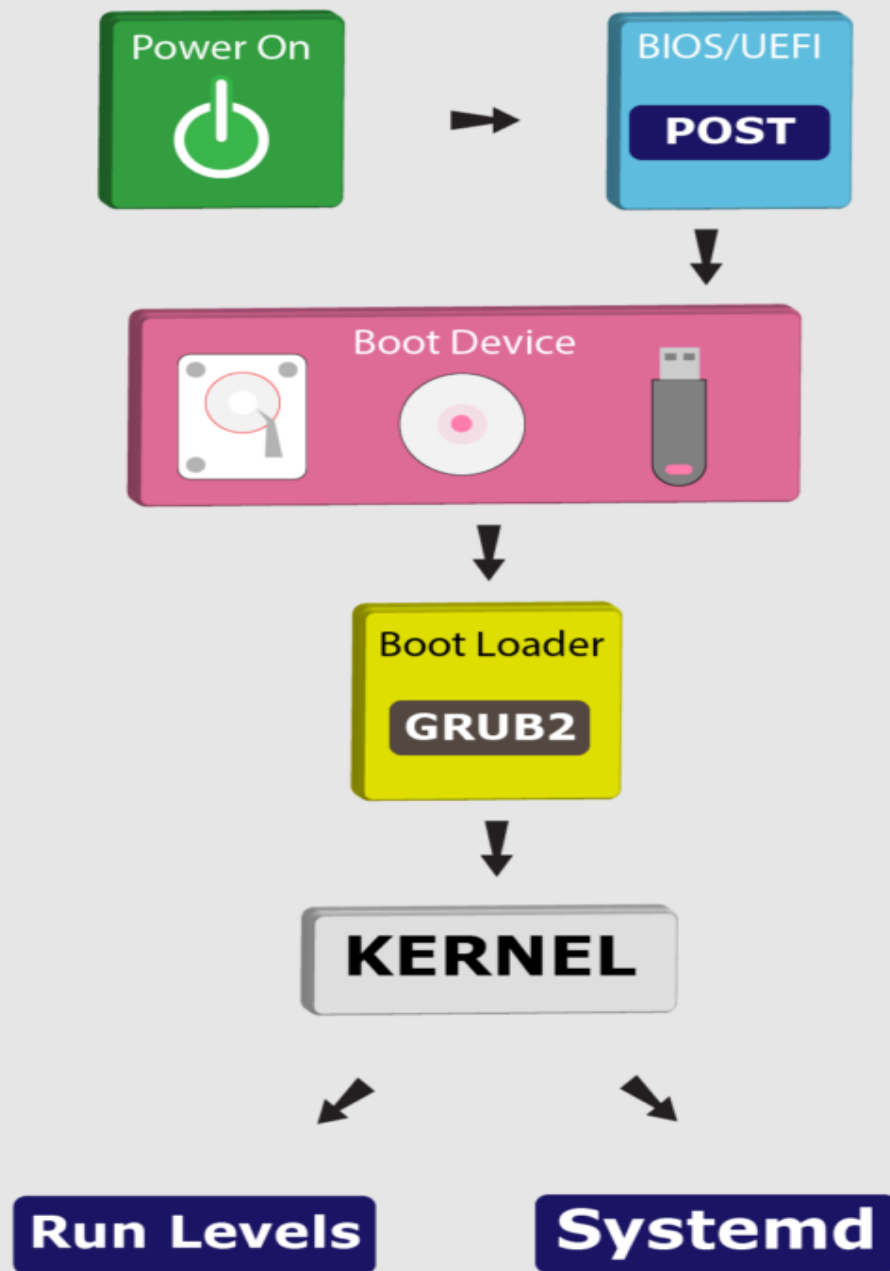 Power On
BIOS/UEFI
POST
Boot Device
Boot Loader
GRUB2
KERNEL
Run Levels
Systemd